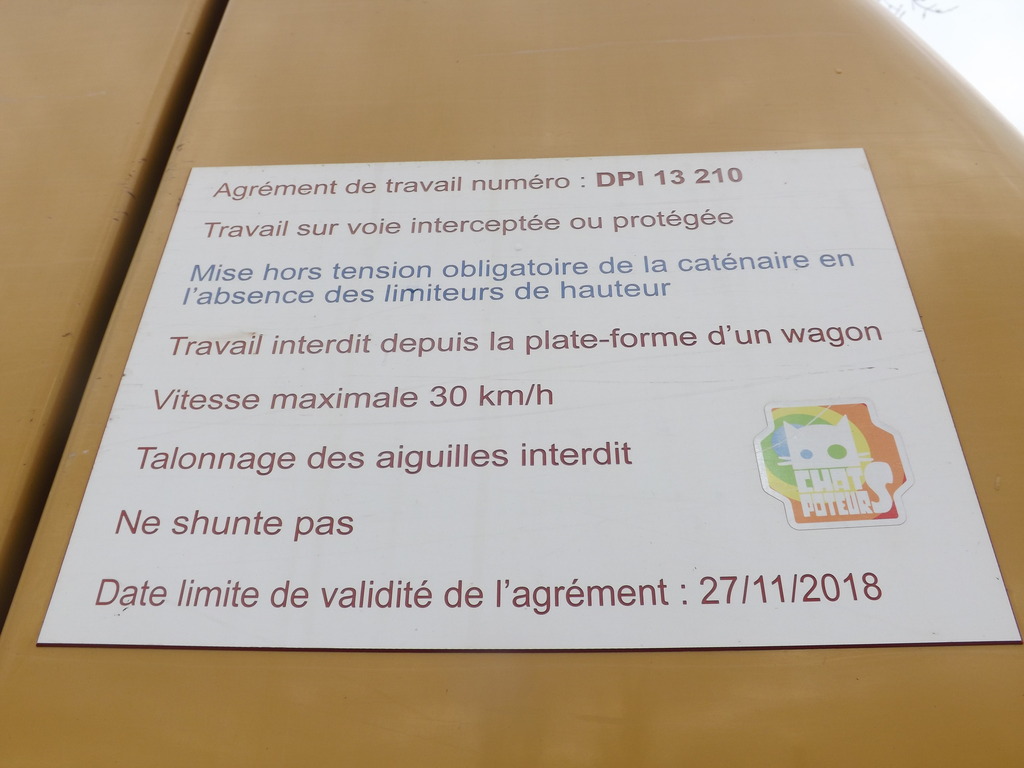 Agrément de travail numéro : DPI 13 210
Travail sur voie interceptée ou protégée
Mise hors tension obligatoire de la caténaire en
l'absence des limiteurs de hauteur
Travail interdit depuis la plate-forme d'un wagon
Vitesse maximale 30 km/h
Talonnage des aiguilles interdit
Ne shunte pas
Date limite de validité de l'agrément : 27/11/2018
CHATS
POTEURS